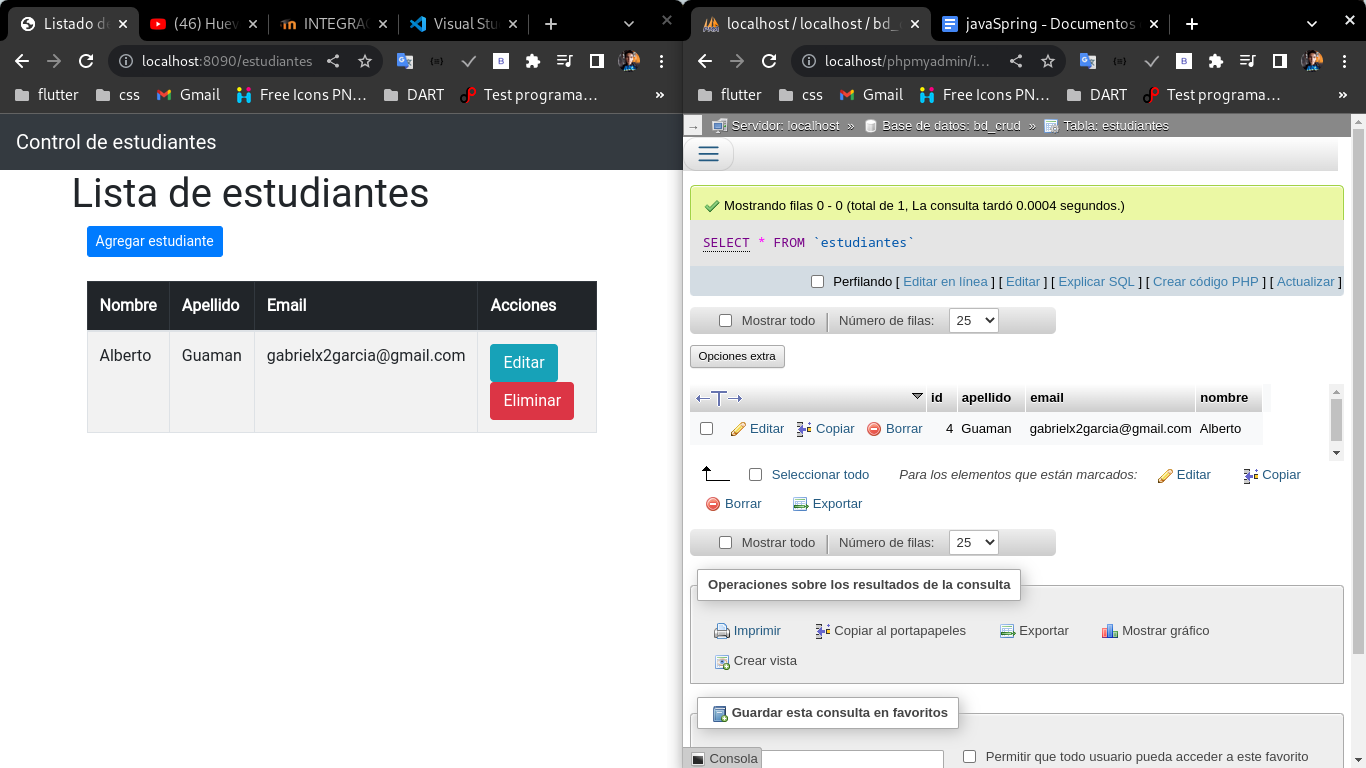 Listado de
(46) Huev
INTEGRAC
Visual Stu
localhost:8090/estudiantes
flutter css Gmail Free Icons PN… DART Test programa… »
Control de estudiantes
Lista de estudiantes
Agregar estudiante
Nombre Apellido Email Acciones
Alberto Guaman gabrielx2garcia@gmail.com Editar
Eliminar
localhost / localhost / bd_c
javaSpring - Documentos
localhost/phpmyadmin/i…
flutter css Gmail Free Icons PN… DART Test programa… »
Servidor: localhost » Base de datos: bd_crud » Tabla: estudiantes
Mostrando filas 0 - 0 (total de 1, La consulta tardó 0.0004 segundos.)
SELECT * FROM `estudiantes`
Perfilando [ Editar en línea ] [ Editar ] [ Explicar SQL ] [ Crear código PHP ] [ Actualizar ]
Mostrar todo Número de filas: 25
Opciones extra
←T→ id apellido email nombre
Editar Copiar Borrar 4 Guaman gabrielx2garcia@gmail.com Alberto
Seleccionar todo Para los elementos que están marcados: Editar Copiar
Borrar Exportar
Mostrar todo Número de filas: 25
Operaciones sobre los resultados de la consulta
Imprimir Copiar al portapapeles Exportar Mostrar gráfico
Crear vista
Guardar esta consulta en favoritos
Consola Permitir que todo usuario pueda acceder a este favorito